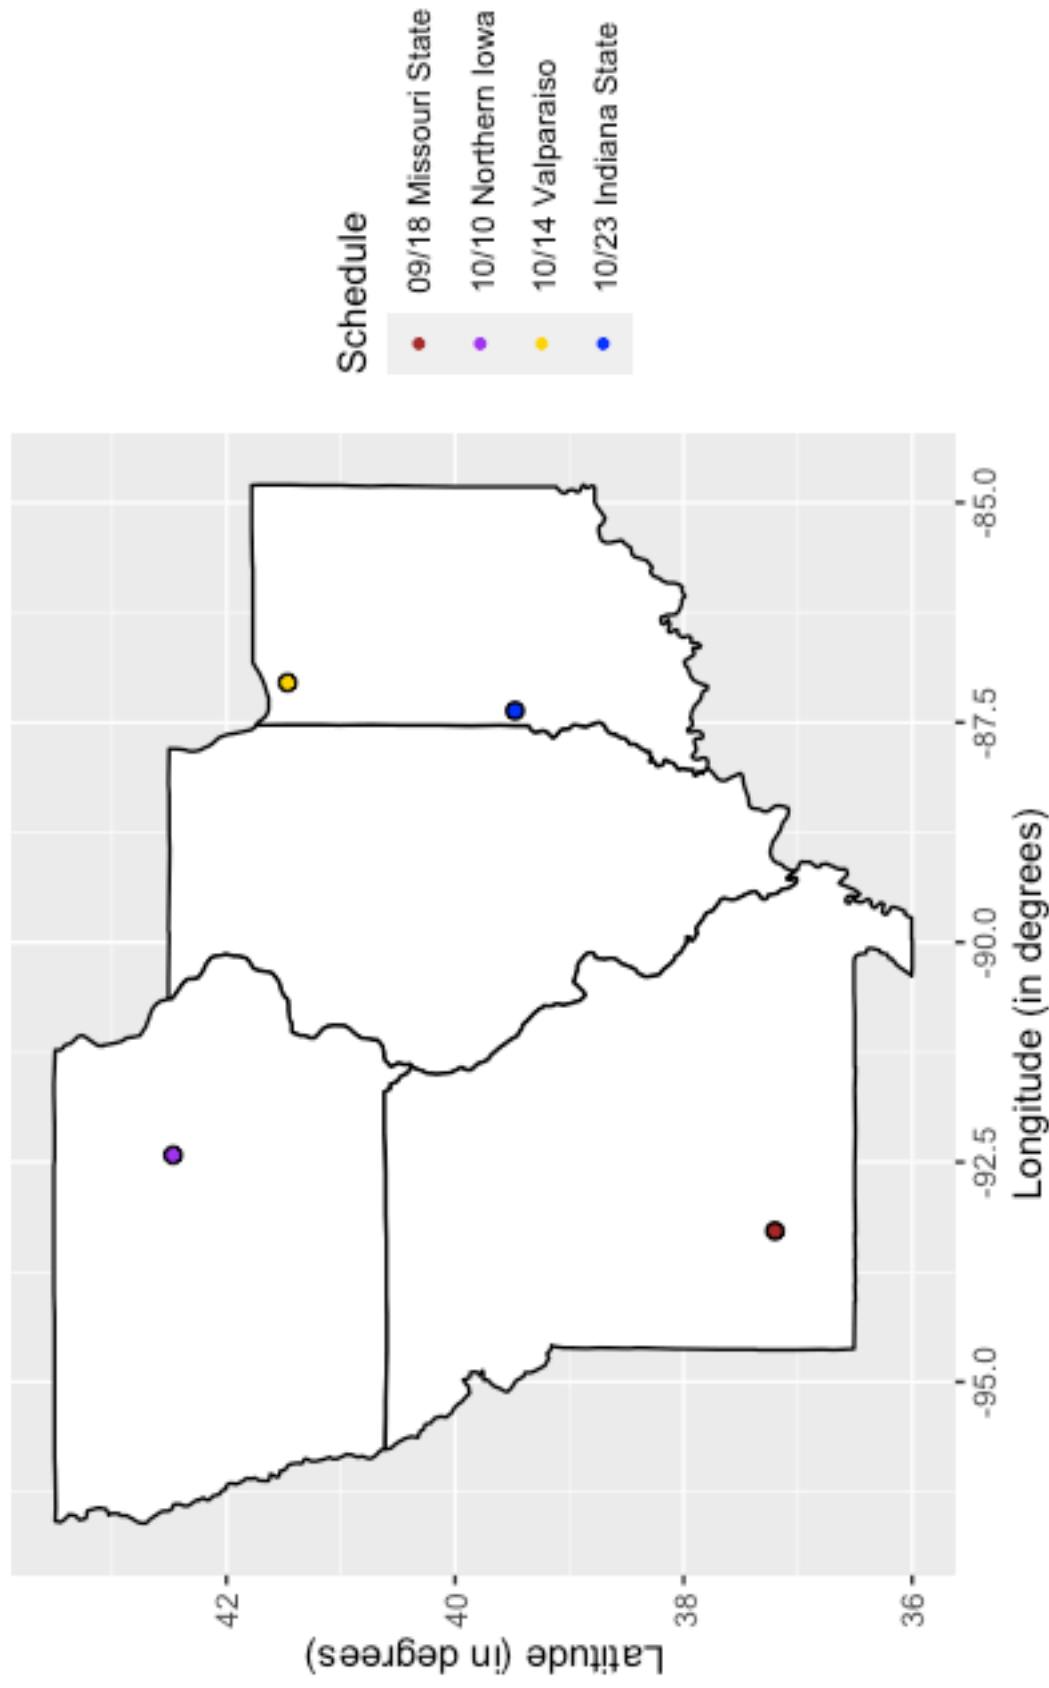 Schedule
09/18 Missouri State
10/10 Northern Iowa
10/14 Valparaiso
10/23 Indiana State
42
40
38
36
Latitude (in degrees)
-95.0
-92.5
-90.0
-87.5
-85.0
Longitude (in degrees)